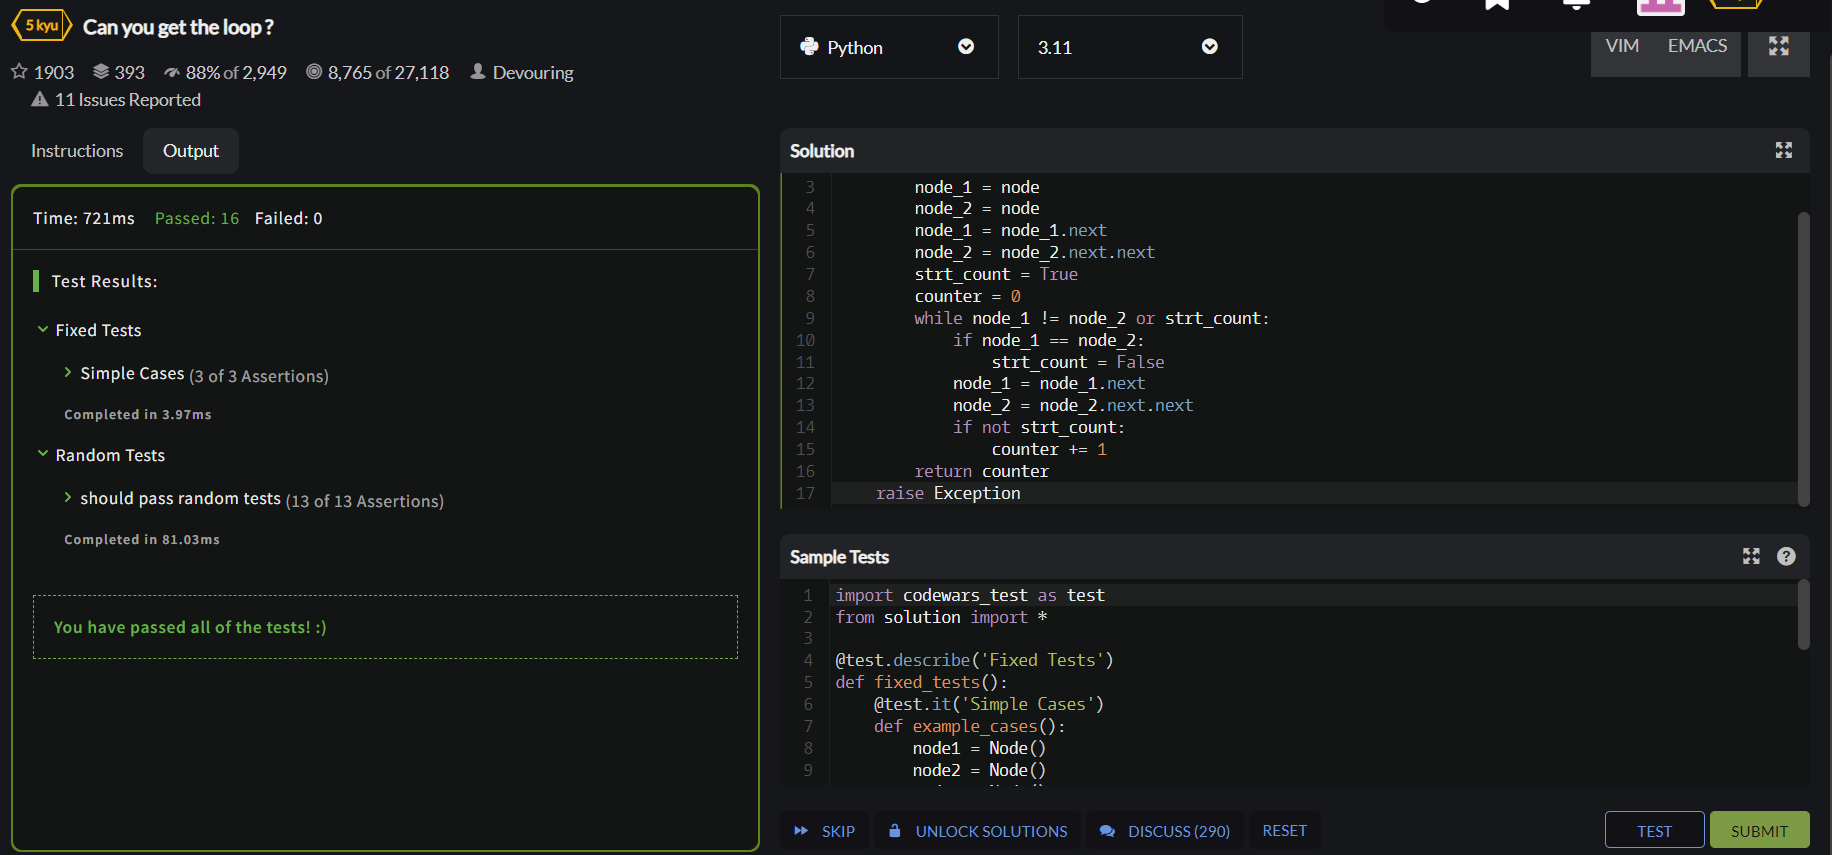 5 kyu Can you get the loop ?
1903 393 88% of 2,949 8,765 of 27,118 Devouring
11 Issues Reported
Instructions Output
Time: 721ms Passed: 16 Failed: 0
Test Results:
Fixed Tests
Simple Cases (3 of 3 Assertions)
Completed in 3.97ms
Random Tests
should pass random tests (13 of 13 Assertions)
Completed in 81.03ms
You have passed all of the tests! :)
Python 3.11 VIM EMACS
Solution
3 node_1 = node
4 node_2 = node
5 node_1 = node_1.next
6 node_2 = node_2.next.next
7 strt_count = True
8 counter = 0
9 while node_1 != node_2 or strt_count:
10 if node_1 == node_2:
11 strt_count = False
12 node_1 = node_1.next
13 node_2 = node_2.next.next
14 if not strt_count:
15 counter += 1
16 return counter
17 raise Exception
Sample Tests
1 import codewars_test as test
2 from solution import *
3
4 @test.describe('Fixed Tests')
5 def fixed_tests():
6 @test.it('Simple Cases')
7 def example_cases():
8 node1 = Node()
9 node2 = Node()
SKIP UNLOCK SOLUTIONS DISCUSS (290) RESET TEST SUBMIT